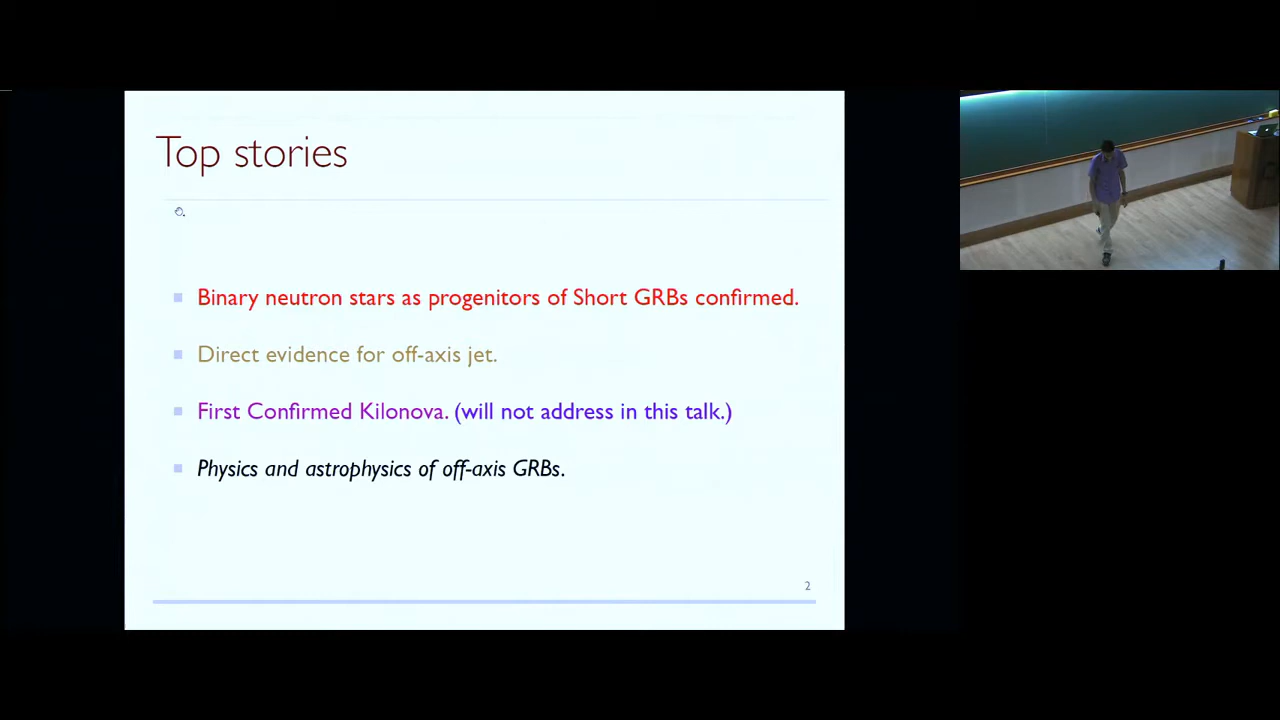 Top stories
Binary neutron stars as progenitors of Short GRBs confirmed.
Direct evidence for off-axis jet.
First Confirmed Kilonova. (will not address in this talk.)
Physics and astrophysics of off-axis GRBs.
2